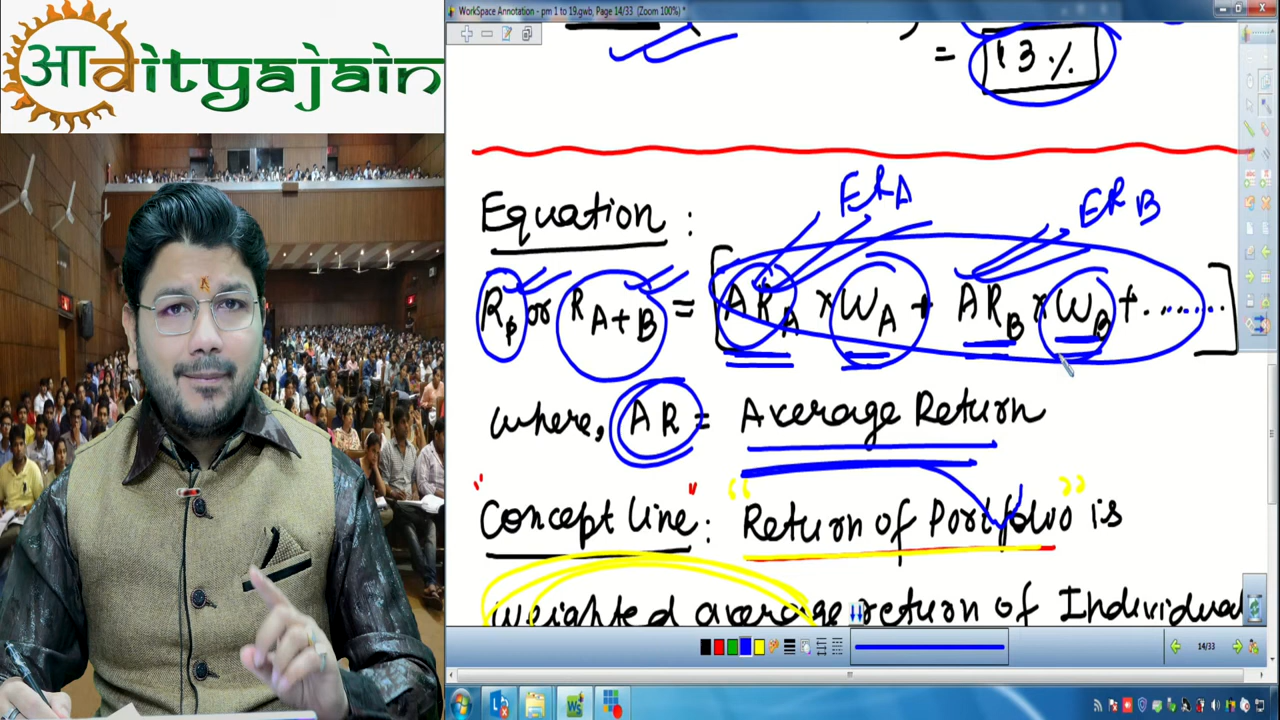 आdityajain
WorkSpace Annotation - pm 1 to 19.gwb, Page 14/33 (Zoom 100%) *
= 13%
ERA
ERB
Equation :
Rp or RA+B = [ARA × WA + ARB × WB + .......]
where, AR = Average Return
"Concept line": "Return of Portfolio" is
weighted average return of Individual
14/33